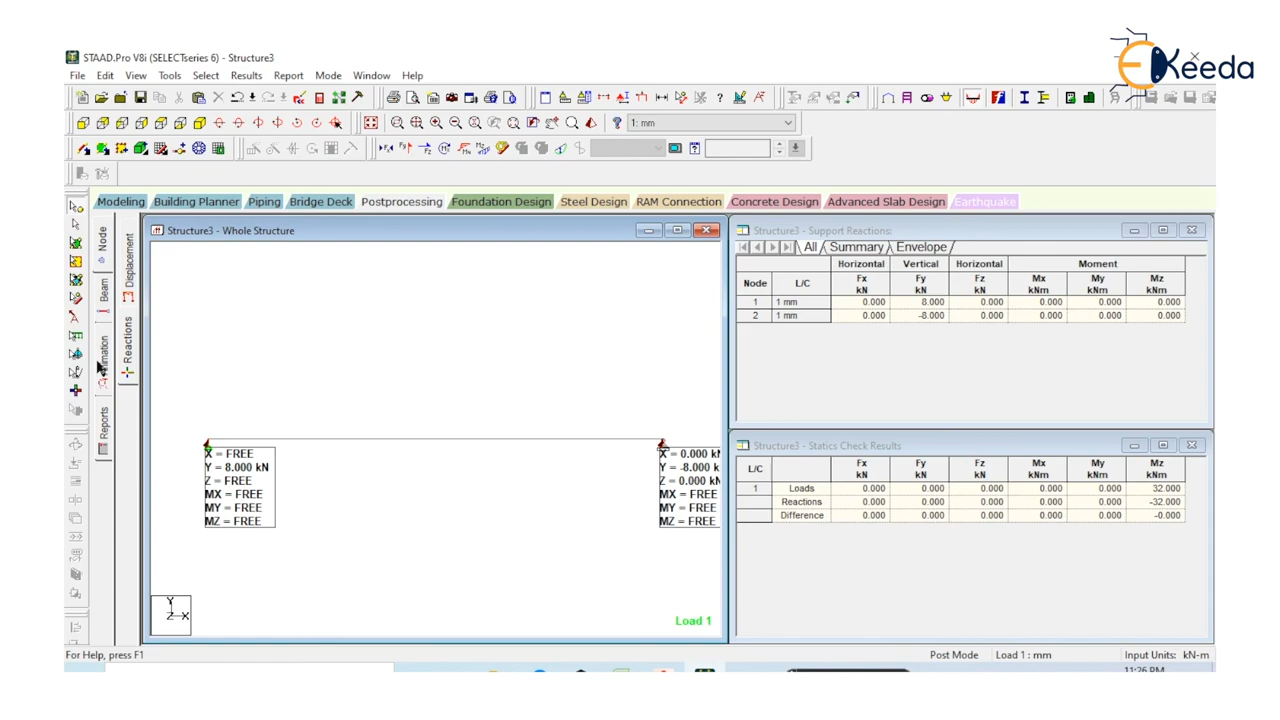 STAAD.Pro V8i (SELECTseries 6) - Structure3
Keeda
File Edit View Tools Select Results Report Mode Window Help
1: mm
Modeling Building Planner Piping Bridge Deck Postprocessing Foundation Design Steel Design RAM Connection Concrete Design Advanced Slab Design Earthquake
Node
Beam
Reports
Displacement
Reactions
Structure3 - Whole Structure
X = FREE
Y = 8.000 kN
Z = FREE
MX = FREE
MY = FREE
MZ = FREE
X = 0.000 kN
Y = -8.000 k
Z = 0.000 kN
MX = FREE
MY = FREE
MZ = FREE
Y
Z X
Load 1
Structure3 - Support Reactions:
All Summary Envelope
Horizontal Vertical Horizontal Moment
Node L/C Fx kN Fy kN Fz kN Mx kNm My kNm Mz kNm
1 1 mm 0.000 8.000 0.000 0.000 0.000 0.000
2 1 mm 0.000 -8.000 0.000 0.000 0.000 0.000
Structure3 - Statics Check Results
L/C Fx kN Fy kN Fz kN Mx kNm My kNm Mz kNm
1 Loads 0.000 0.000 0.000 0.000 0.000 32.000
Reactions 0.000 0.000 0.000 0.000 0.000 -32.000
Difference 0.000 0.000 0.000 0.000 0.000 -0.000
For Help, press F1
Post Mode Load 1 : mm Input Units: kN-m
11:26 PM